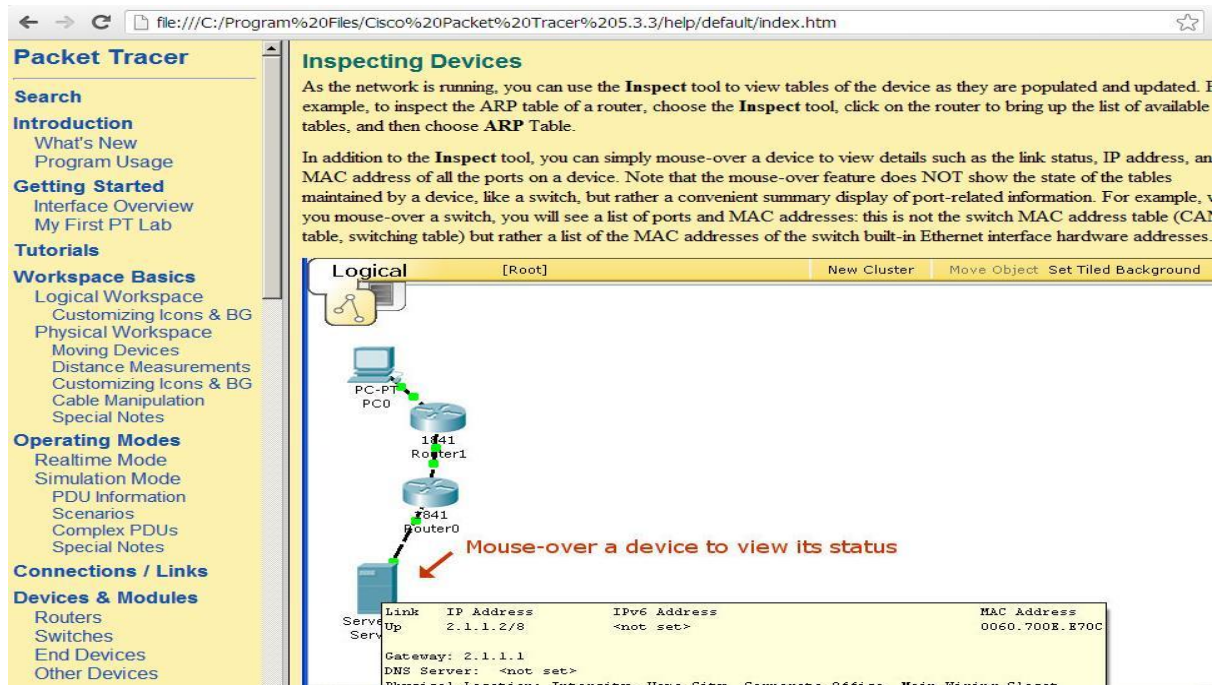 file:///C:/Program%20Files/Cisco%20Packet%20Tracer%205.3.3/help/default/index.htm
Packet Tracer
Search
Introduction
What's New
Program Usage
Getting Started
Interface Overview
My First PT Lab
Tutorials
Workspace Basics
Logical Workspace
Customizing Icons & BG
Physical Workspace
Moving Devices
Distance Measurements
Customizing Icons & BG
Cable Manipulation
Special Notes
Operating Modes
Realtime Mode
Simulation Mode
PDU Information
Scenarios
Complex PDUs
Special Notes
Connections / Links
Devices & Modules
Routers
Switches
End Devices
Other Devices
Inspecting Devices
As the network is running, you can use the Inspect tool to view tables of the device as they are populated and updated.
example, to inspect the ARP table of a router, choose the Inspect tool, click on the router to bring up the list of available
tables, and then choose ARP Table.
In addition to the Inspect tool, you can simply mouse-over a device to view details such as the link status, IP address, an
MAC address of all the ports on a device. Note that the mouse-over feature does NOT show the state of the tables
maintained by a device, like a switch, but rather a convenient summary display of port-related information. For example,
you mouse-over a switch, you will see a list of ports and MAC addresses: this is not the switch MAC address table (CA
table, switching table) but rather a list of the MAC addresses of the switch built-in Ethernet interface hardware addresses.
Logical [Root] New Cluster Move Object Set Tiled Background
PC-PT
PC0
1841
Router1
1841
Router0
Mouse-over a device to view its status
Serve
Serv
Link IP Address IPv6 Address MAC Address
Up 2.1.1.2/8 <not set> 0060.700E.E70C
Gateway: 2.1.1.1
DNS Server: <not set>
Physical Location: Intercity, Home City, Corporate Office, Main Wiring Closet